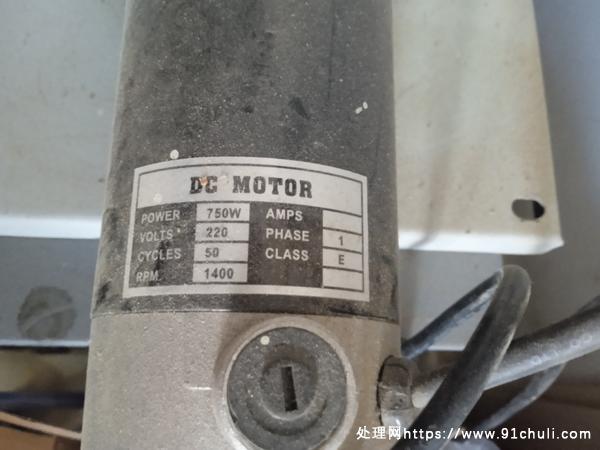 DC MOTOR
POWER 750W AMPS
VOLTS 220 PHASE 1
CYCLES 50 CLASS E
RPM 1400
处理网https://www.91chuli.com/